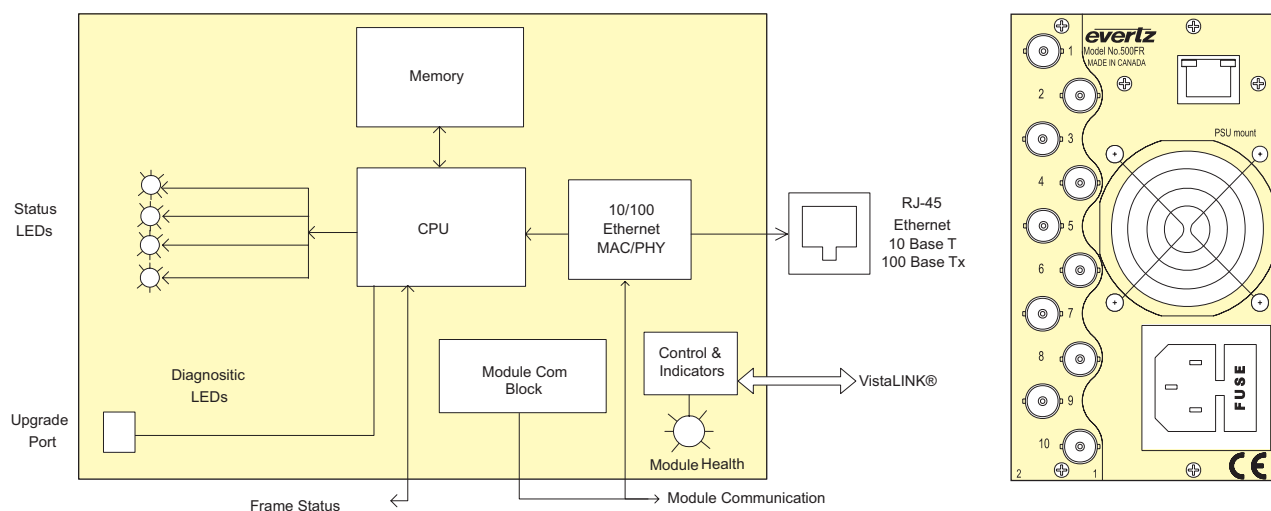 Memory
CPU
10/100
Ethernet
MAC/PHY
Status
LEDs
RJ-45
Ethernet
10 Base T
100 Base Tx
Control &
Indicators
Module Com
Block
VistaLINK®
Diagnositic
LEDs
Upgrade
Port
Module Health
Frame Status
Module Communication
evertz
Model No.500FR
MADE IN CANADA
PSU mount
1
2
3
4
5
6
7
8
9
10
FUSE
2
1
CE